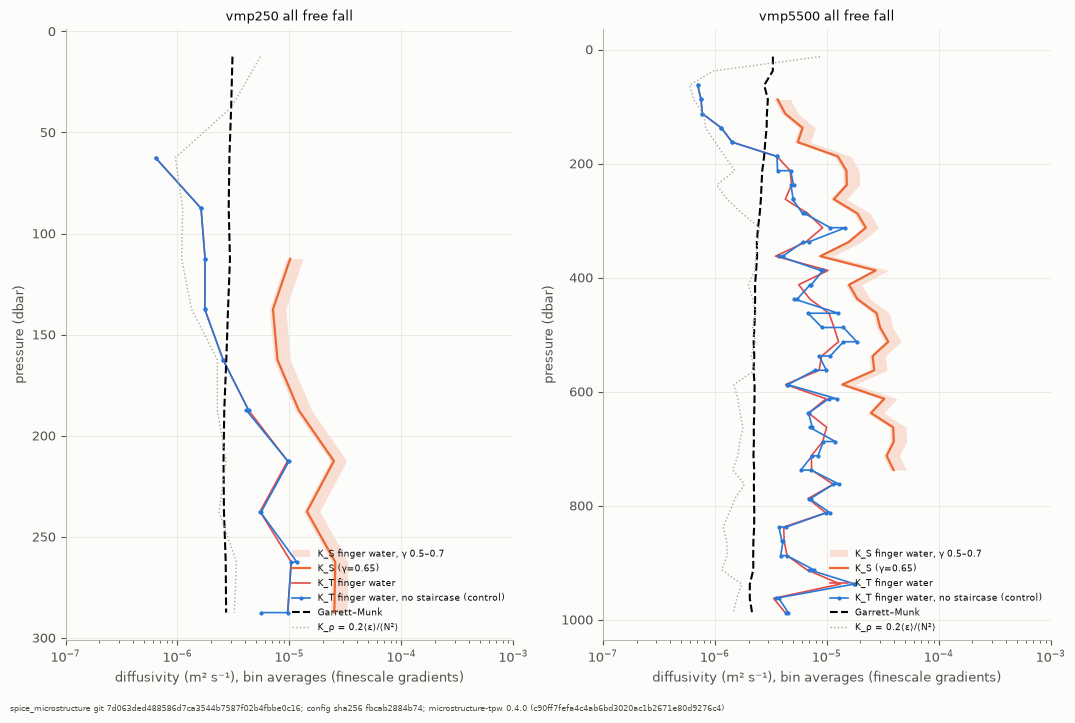 vmp250 all free fall
vmp5500 all free fall
0
50
100
150
200
250
300
pressure (dbar)
10⁻⁷
10⁻⁶
10⁻⁵
10⁻⁴
10⁻³
diffusivity (m² s⁻¹), bin averages (finescale gradients)
K_S finger water, γ 0.5–0.7
K_S (γ=0.65)
K_T finger water
K_T finger water, no staircase (control)
Garrett–Munk
K_ρ = 0.2⟨ε⟩/⟨N²⟩
0
200
400
600
800
1000
pressure (dbar)
10⁻⁷
10⁻⁶
10⁻⁵
10⁻⁴
10⁻³
diffusivity (m² s⁻¹), bin averages (finescale gradients)
K_S finger water, γ 0.5–0.7
K_S (γ=0.65)
K_T finger water
K_T finger water, no staircase (control)
Garrett–Munk
K_ρ = 0.2⟨ε⟩/⟨N²⟩
spice_microstructure git 7d063ded488586d7ca3544b7587f02b4fbbe0c16; config sha256 fbcab2884b74; microstructure-tpw 0.4.0 (c90ff7fefa4c4ab6bd3020ac1b2671e80d9276c4)